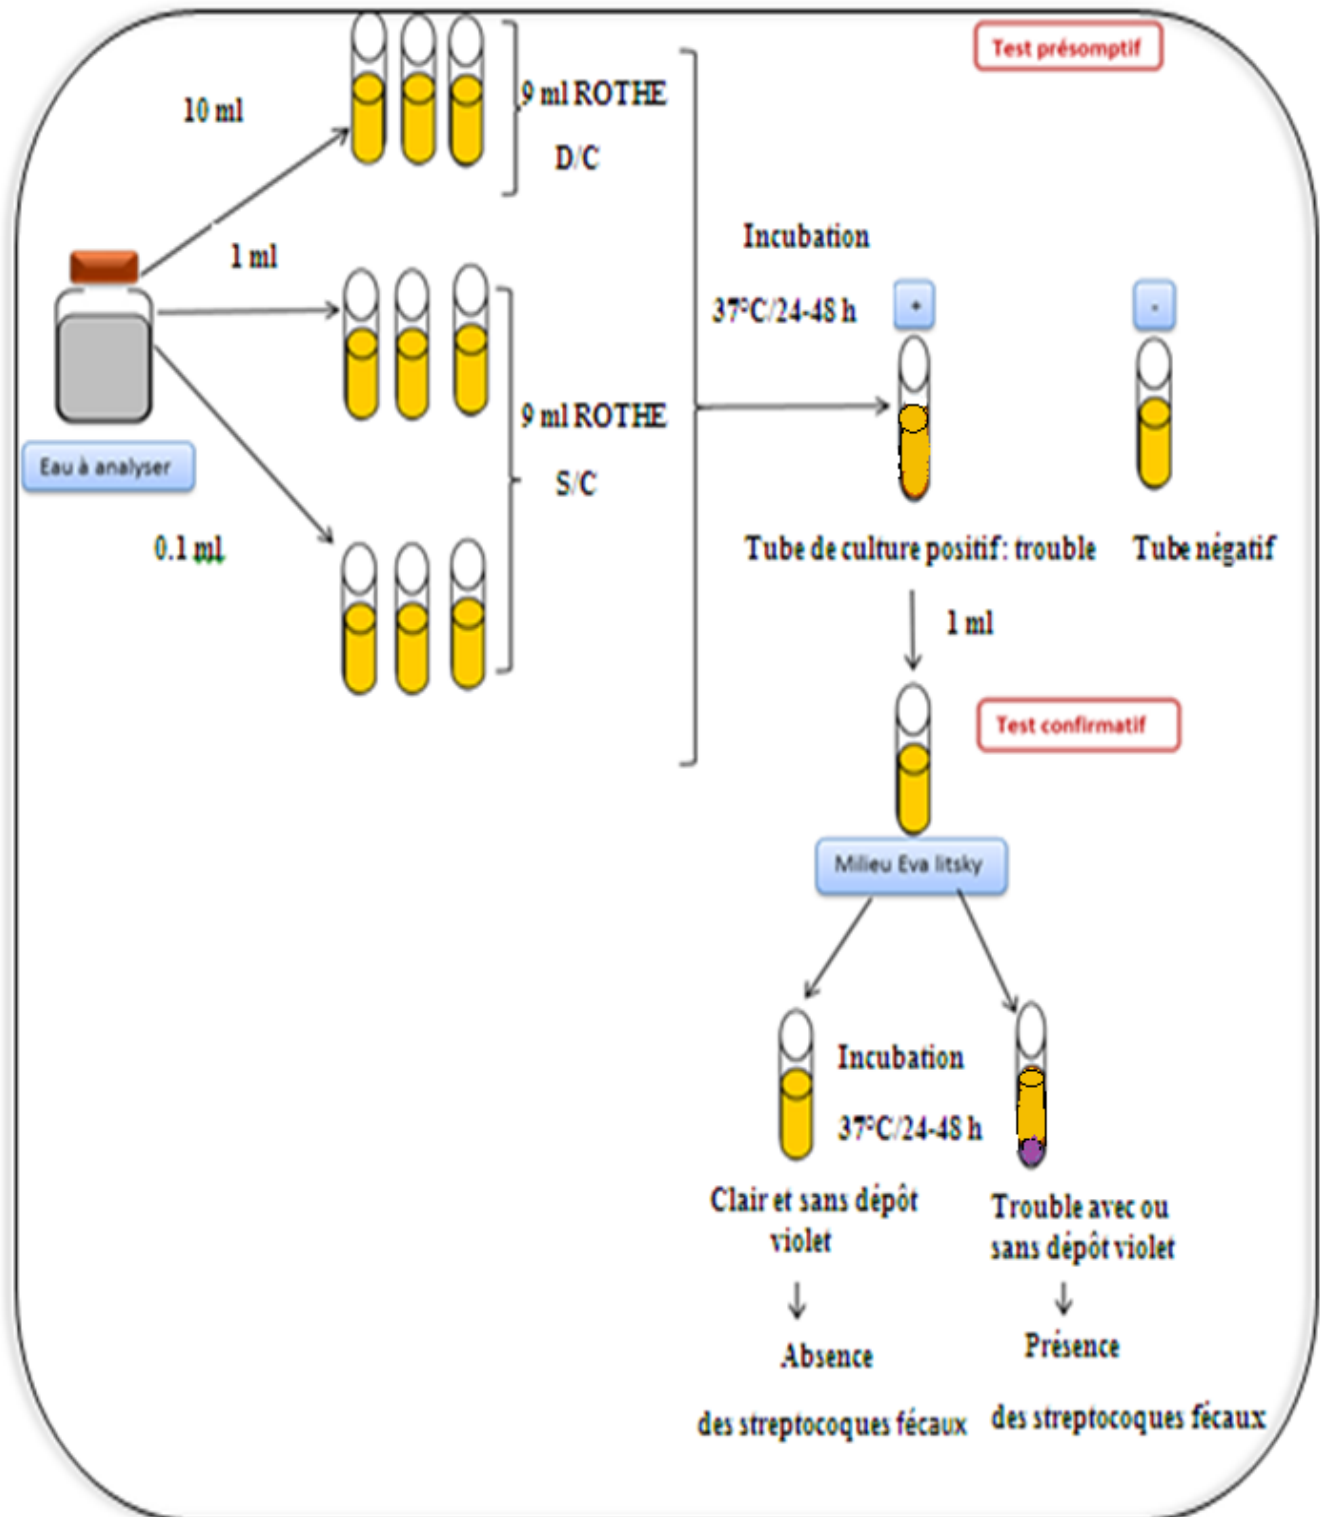 Test présomptif
10 ml
9 ml ROTHE
D/C
1 ml
Incubation
37°C/24-48 h
+
-
9 ml ROTHE
S/C
Eau à analyser
0.1 ml
Tube de culture positif: trouble
Tube négatif
1 ml
Test confirmatif
Milieu Eva litsky
Incubation
37°C/24-48 h
Clair et sans dépôt
violet
Trouble avec ou
sans dépôt violet
Absence
des streptocoques fécaux
Présence
des streptocoques fécaux